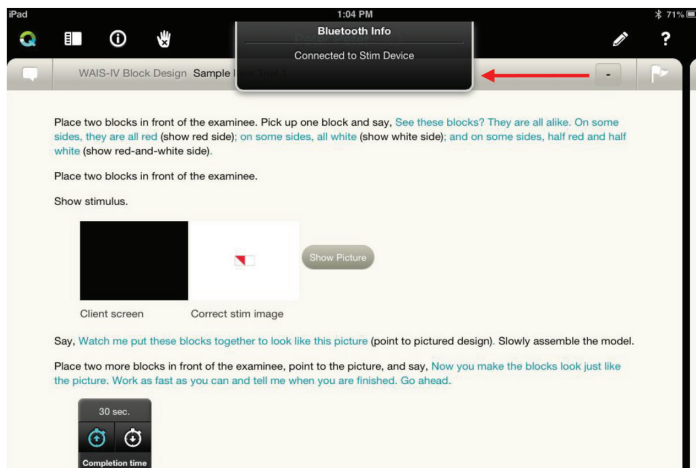 iPad 1:04 PM 71%
Bluetooth Info
Connected to Stim Device
?
WAIS-IV Block Design Sample
-
Place two blocks in front of the examinee. Pick up one block and say, See these blocks? They are all alike. On some
sides, they are all red (show red side); on some sides, all white (show white side); and on some sides, half red and half
white (show red-and-white side).
Place two blocks in front of the examinee.
Show stimulus.
Show Picture
Client screen Correct stim image
Say, Watch me put these blocks together to look like this picture (point to pictured design). Slowly assemble the model.
Place two more blocks in front of the examinee, point to the picture, and say, Now you make the blocks look just like
the picture. Work as fast as you can and tell me when you are finished. Go ahead.
30 sec.
Completion time